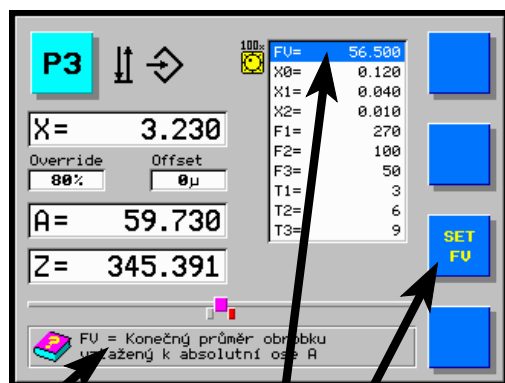 P3
100x
X= 3.230
Override Offset
80% 0µ
A= 59.730
Z= 345.391
FV= 56.500
X0= 0.120
X1= 0.040
X2= 0.010
F1= 270
F2= 100
F3= 50
T1= 3
T2= 6
T3= 9
SET
FV
FV = Konečný průměr obrobku
vztažený k absolutní ose A